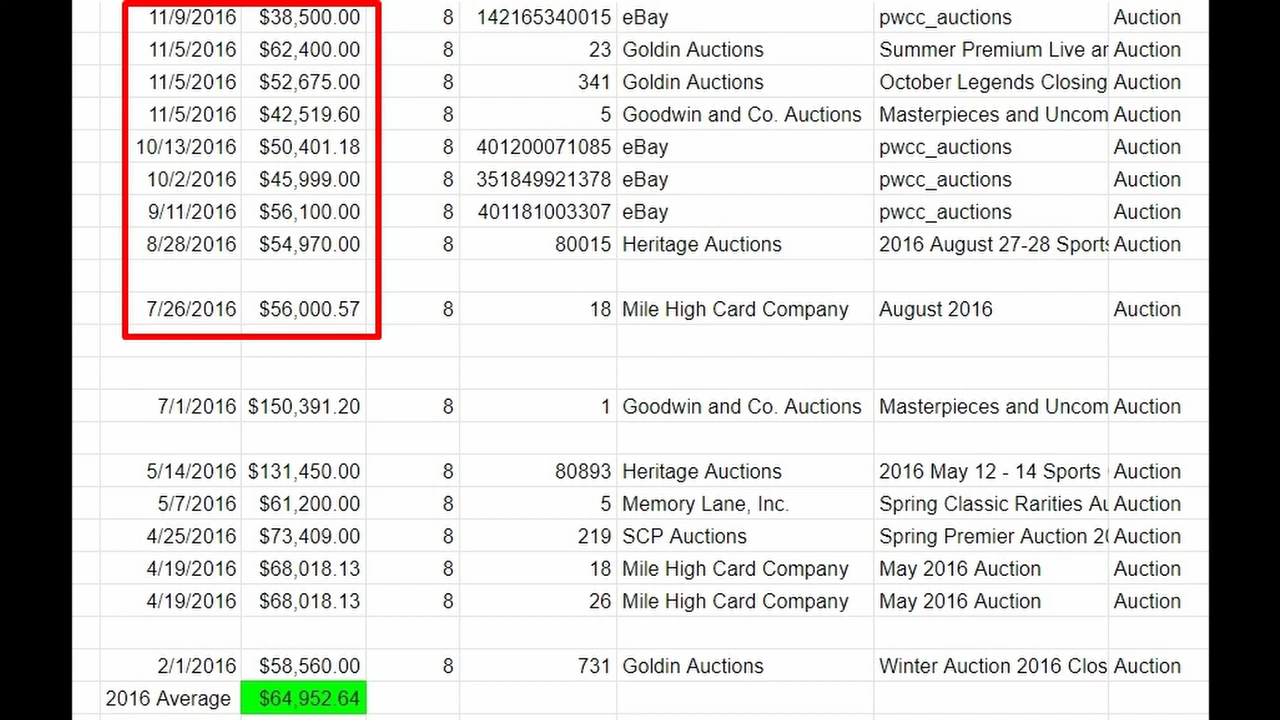 11/9/2016 $38,500.00 8 142165340015 eBay pwcc_auctions Auction
11/5/2016 $62,400.00 8 23 Goldin Auctions Summer Premium Live ar Auction
11/5/2016 $52,675.00 8 341 Goldin Auctions October Legends Closing Auction
11/5/2016 $42,519.60 8 5 Goodwin and Co. Auctions Masterpieces and Uncom Auction
10/13/2016 $50,401.18 8 401200071085 eBay pwcc_auctions Auction
10/2/2016 $45,999.00 8 351849921378 eBay pwcc_auctions Auction
9/11/2016 $56,100.00 8 401181003307 eBay pwcc_auctions Auction
8/28/2016 $54,970.00 8 80015 Heritage Auctions 2016 August 27-28 Sports Auction
7/26/2016 $56,000.57 8 18 Mile High Card Company August 2016 Auction
7/1/2016 $150,391.20 8 1 Goodwin and Co. Auctions Masterpieces and Uncom Auction
5/14/2016 $131,450.00 8 80893 Heritage Auctions 2016 May 12 - 14 Sports Auction
5/7/2016 $61,200.00 8 5 Memory Lane, Inc. Spring Classic Rarities Au Auction
4/25/2016 $73,409.00 8 219 SCP Auctions Spring Premier Auction 20 Auction
4/19/2016 $68,018.13 8 18 Mile High Card Company May 2016 Auction Auction
4/19/2016 $68,018.13 8 26 Mile High Card Company May 2016 Auction Auction
2/1/2016 $58,560.00 8 731 Goldin Auctions Winter Auction 2016 Clos Auction
2016 Average $64,952.64